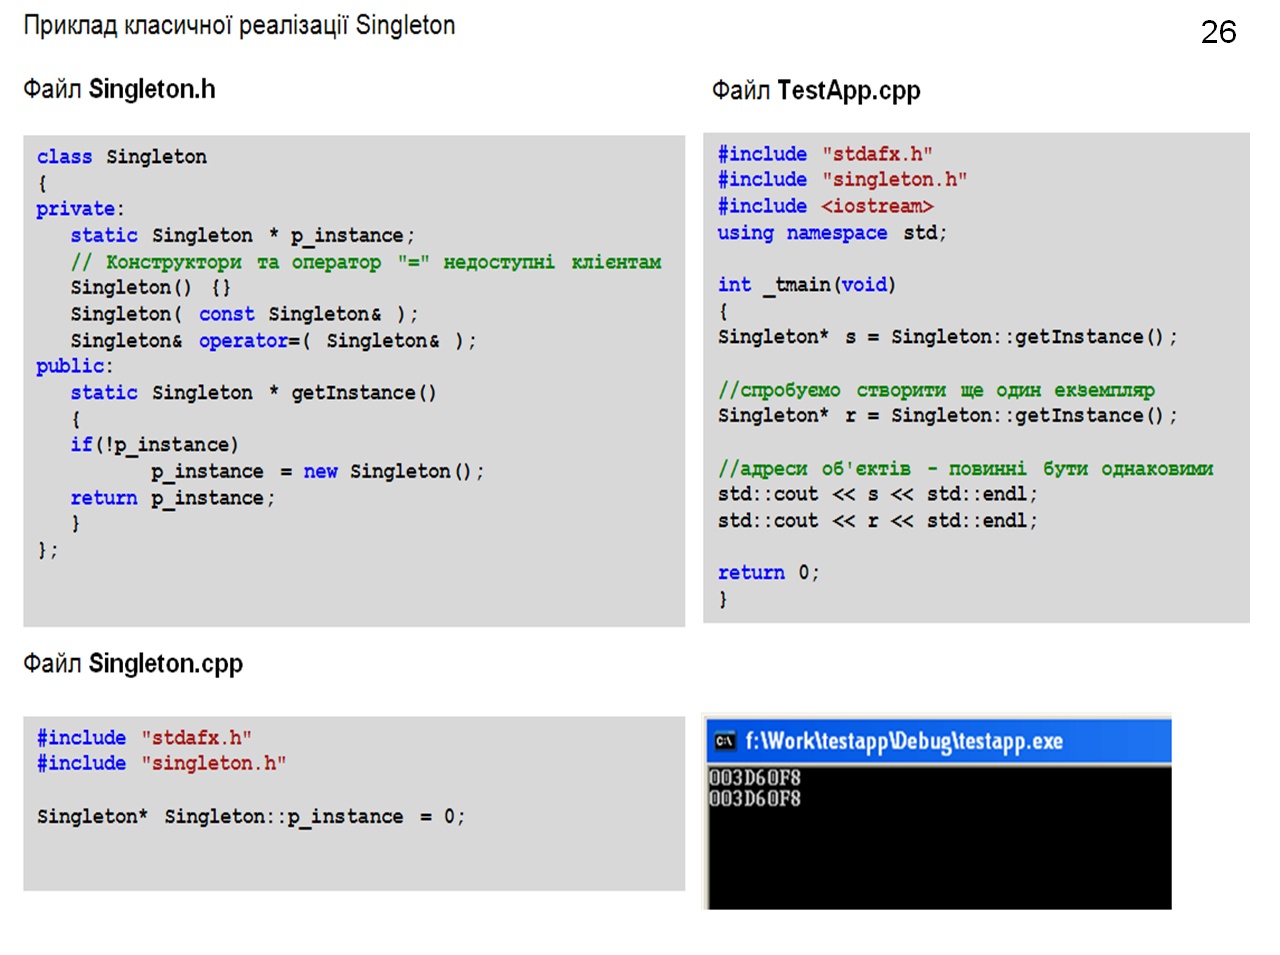 Приклад класичної реалізації Singleton
26
Файл Singleton.h
class Singleton
{
private:
static Singleton * p_instance;
// Конструктори та оператор "=" недоступні клієнтам
Singleton() {}
Singleton( const Singleton& );
Singleton& operator=( Singleton& );
public:
static Singleton * getInstance()
{
if(!p_instance)
p_instance = new Singleton();
return p_instance;
}
};
Файл TestApp.cpp
#include "stdafx.h"
#include "singleton.h"
#include <iostream>
using namespace std;
int _tmain(void)
{
Singleton* s = Singleton::getInstance();
//спробуємо створити ще один екземпляр
Singleton* r = Singleton::getInstance();
//адреси об'єктів - повинні бути однаковими
std::cout << s << std::endl;
std::cout << r << std::endl;
return 0;
}
Файл Singleton.cpp
#include "stdafx.h"
#include "singleton.h"
Singleton* Singleton::p_instance = 0;
f:\Work\testapp\Debug\testapp.exe
003D60F8
003D60F8